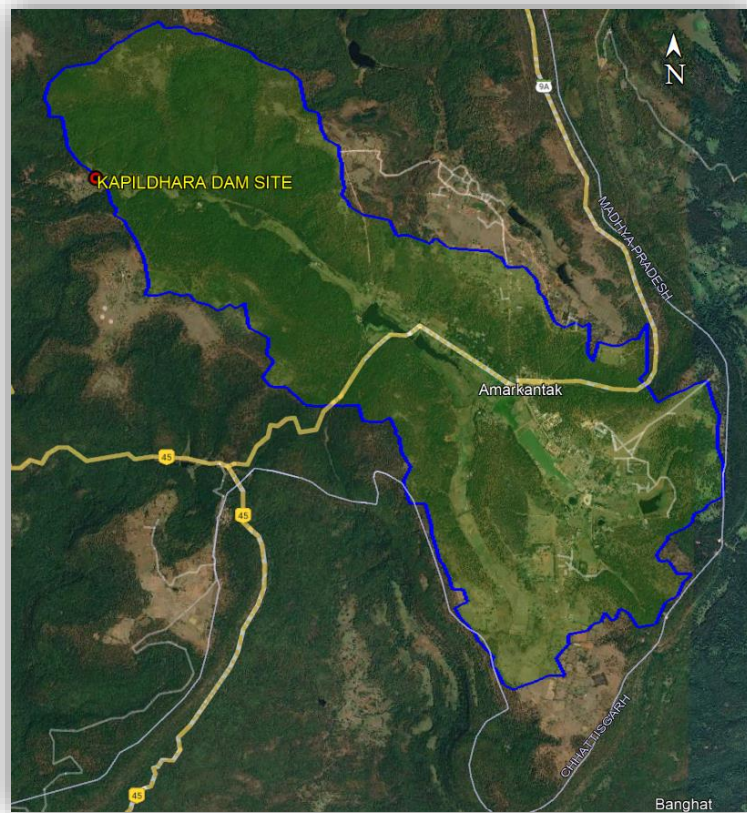 N
9A
KAPILDHARA DAM SITE
MADHYA PRADESH
Amarkantak
45
45
CHHATTISGARH
45
Banghat